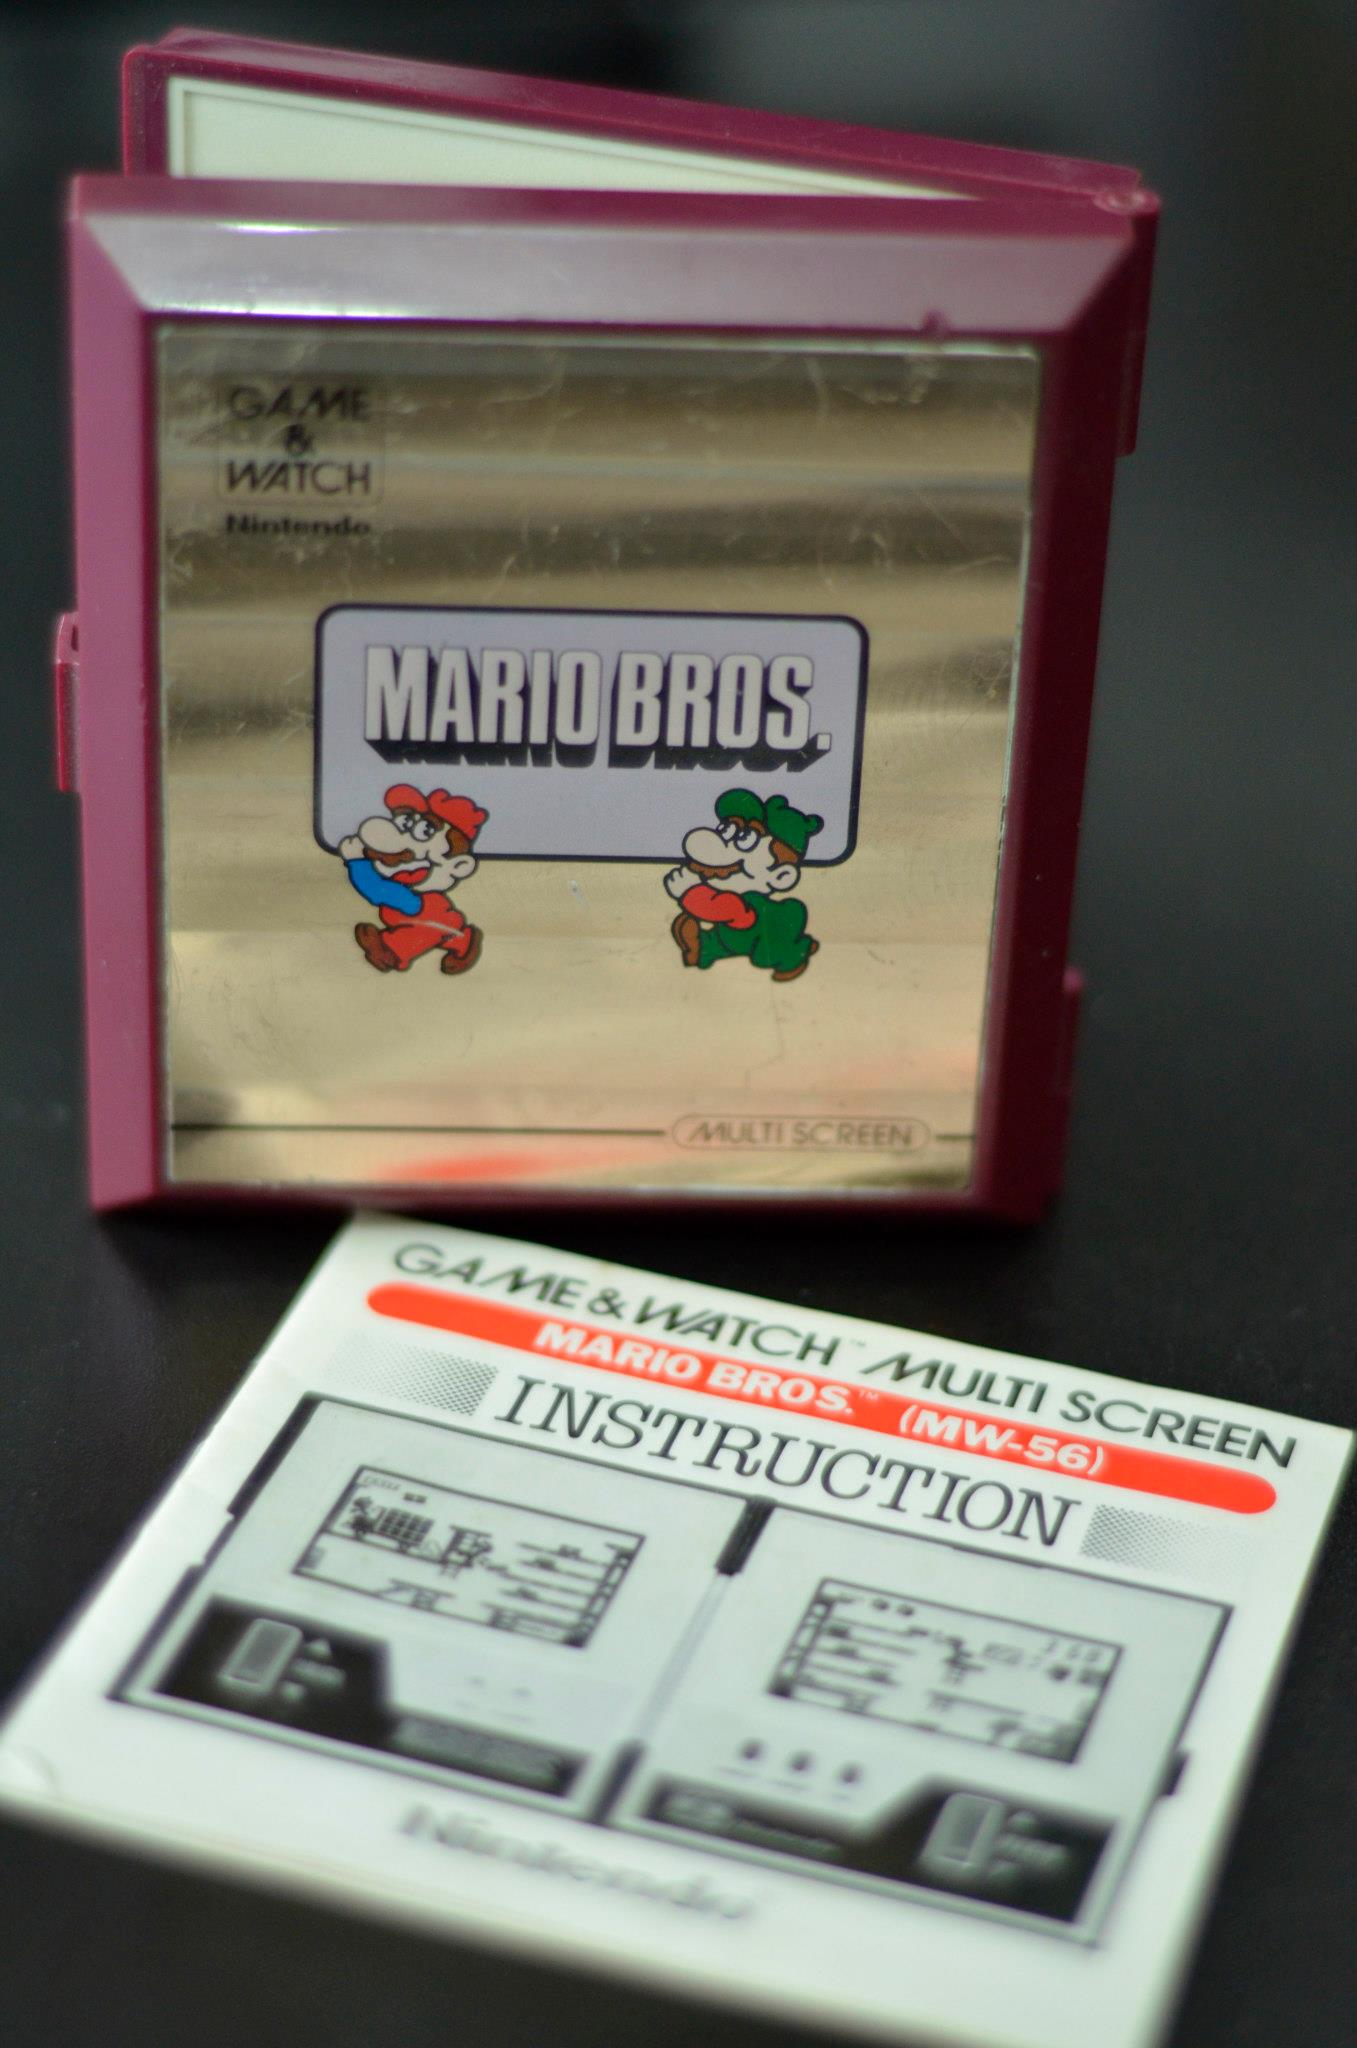 GAME
&
WATCH
Nintendo
MARIO BROS.
MULTI SCREEN
GAME & WATCH™ MULTI SCREEN
MARIO BROS.™ (MW-56)
INSTRUCTION
Nintendo